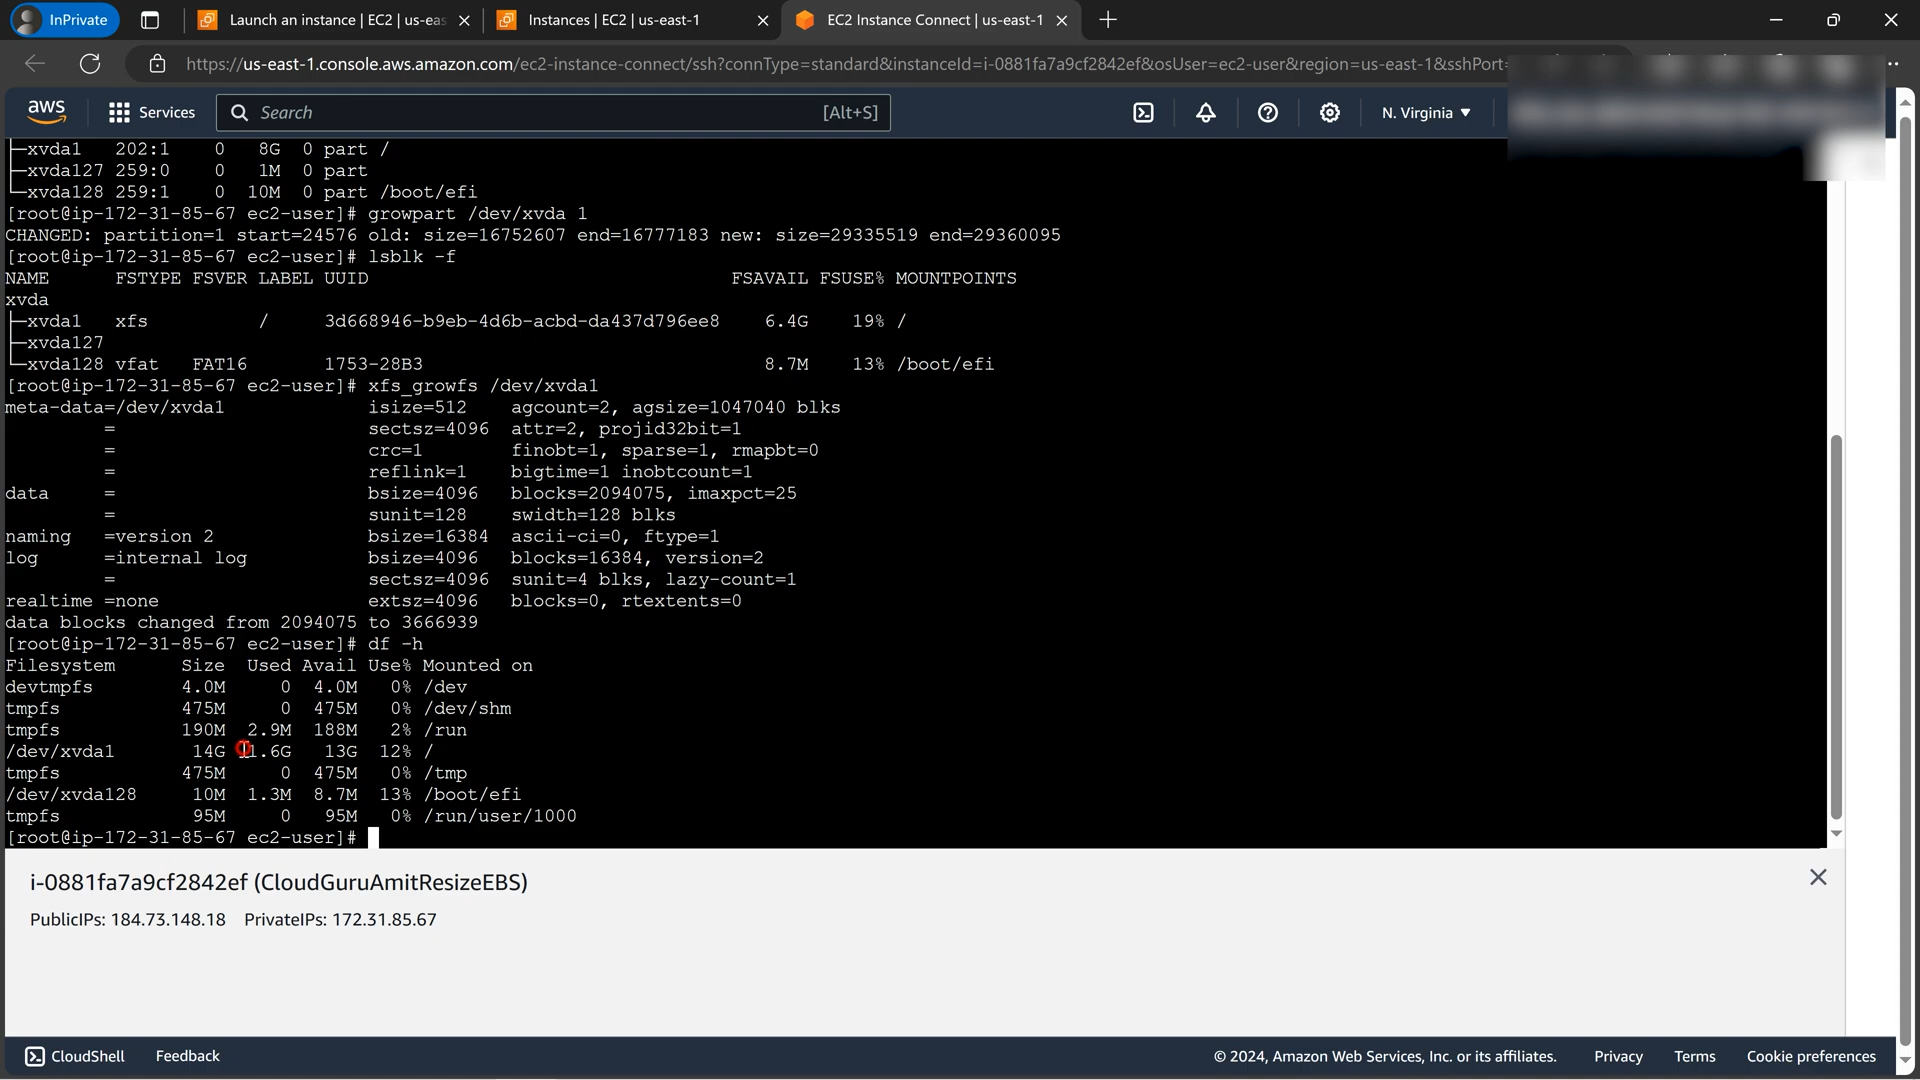 InPrivate
Launch an instance | EC2 | us-eas
Instances | EC2 | us-east-1
EC2 Instance Connect | us-east-1
https://us-east-1.console.aws.amazon.com/ec2-instance-connect/ssh?connType=standard&instanceId=i-0881fa7a9cf2842ef&osUser=ec2-user&region=us-east-1&sshPort=
aws
Services
Search
[Alt+S]
N. Virginia
├─xvda1   202:1    0   8G  0 part /
├─xvda127 259:0    0   1M  0 part
└─xvda128 259:1    0  10M  0 part /boot/efi
[root@ip-172-31-85-67 ec2-user]# growpart /dev/xvda 1
CHANGED: partition=1 start=24576 old: size=16752607 end=16777183 new: size=29335519 end=29360095
[root@ip-172-31-85-67 ec2-user]# lsblk -f
NAME      FSTYPE FSVER LABEL UUID                                 FSAVAIL FSUSE% MOUNTPOINTS
xvda
├─xvda1   xfs          /     3d668946-b9eb-4d6b-acbd-da437d796ee8    6.4G    19% /
├─xvda127
└─xvda128 vfat   FAT16       1753-28B3                               8.7M    13% /boot/efi
[root@ip-172-31-85-67 ec2-user]# xfs_growfs /dev/xvda1
meta-data=/dev/xvda1             isize=512    agcount=2, agsize=1047040 blks
         =                       sectsz=4096  attr=2, projid32bit=1
         =                       crc=1        finobt=1, sparse=1, rmapbt=0
         =                       reflink=1    bigtime=1 inobtcount=1
data     =                       bsize=4096   blocks=2094075, imaxpct=25
         =                       sunit=128    swidth=128 blks
naming   =version 2              bsize=16384  ascii-ci=0, ftype=1
log      =internal log           bsize=4096   blocks=16384, version=2
         =                       sectsz=4096  sunit=4 blks, lazy-count=1
realtime =none                   extsz=4096   blocks=0, rtextents=0
data blocks changed from 2094075 to 3666939
[root@ip-172-31-85-67 ec2-user]# df -h
Filesystem      Size  Used Avail Use% Mounted on
devtmpfs        4.0M     0  4.0M   0% /dev
tmpfs           475M     0  475M   0% /dev/shm
tmpfs           190M  2.9M  188M   2% /run
/dev/xvda1       14G  1.6G   13G  12% /
tmpfs           475M     0  475M   0% /tmp
/dev/xvda128     10M  1.3M  8.7M  13% /boot/efi
tmpfs            95M     0   95M   0% /run/user/1000
[root@ip-172-31-85-67 ec2-user]#
i-0881fa7a9cf2842ef (CloudGuruAmitResizeEBS)
PublicIPs: 184.73.148.18    PrivateIPs: 172.31.85.67
CloudShell
Feedback
© 2024, Amazon Web Services, Inc. or its affiliates.
Privacy
Terms
Cookie preferences